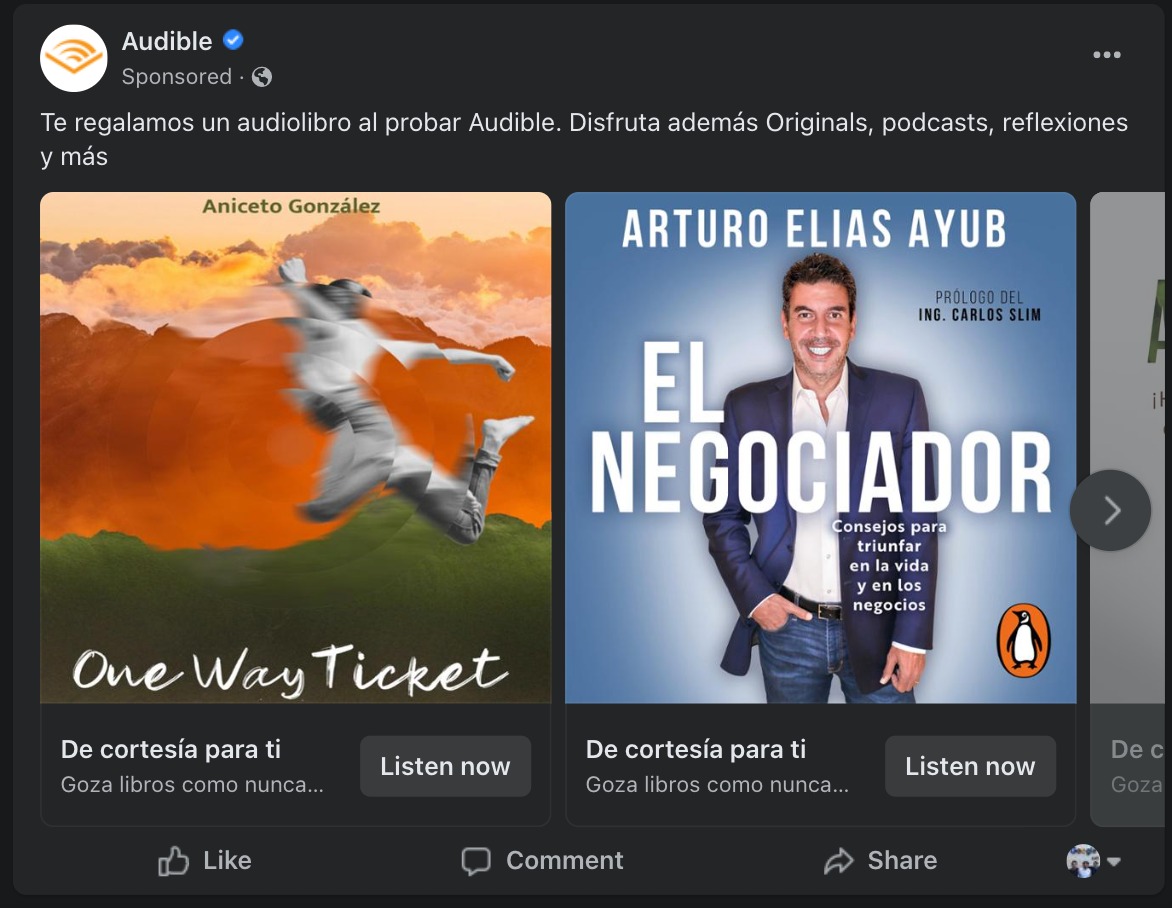 Audible
Sponsored ·
Te regalamos un audiolibro al probar Audible. Disfruta además Originals, podcasts, reflexiones
y más
Aniceto González
One Way Ticket
ARTURO ELIAS AYUB
PRÓLOGO DEL
ING. CARLOS SLIM
EL
NEGOCIADOR
Consejos para
triunfar
en la vida
y en los
negocios
De cortesía para ti
Goza libros como nunca...
Listen now
De cortesía para ti
Goza libros como nunca...
Listen now
De c
Goza
Like
Comment
Share